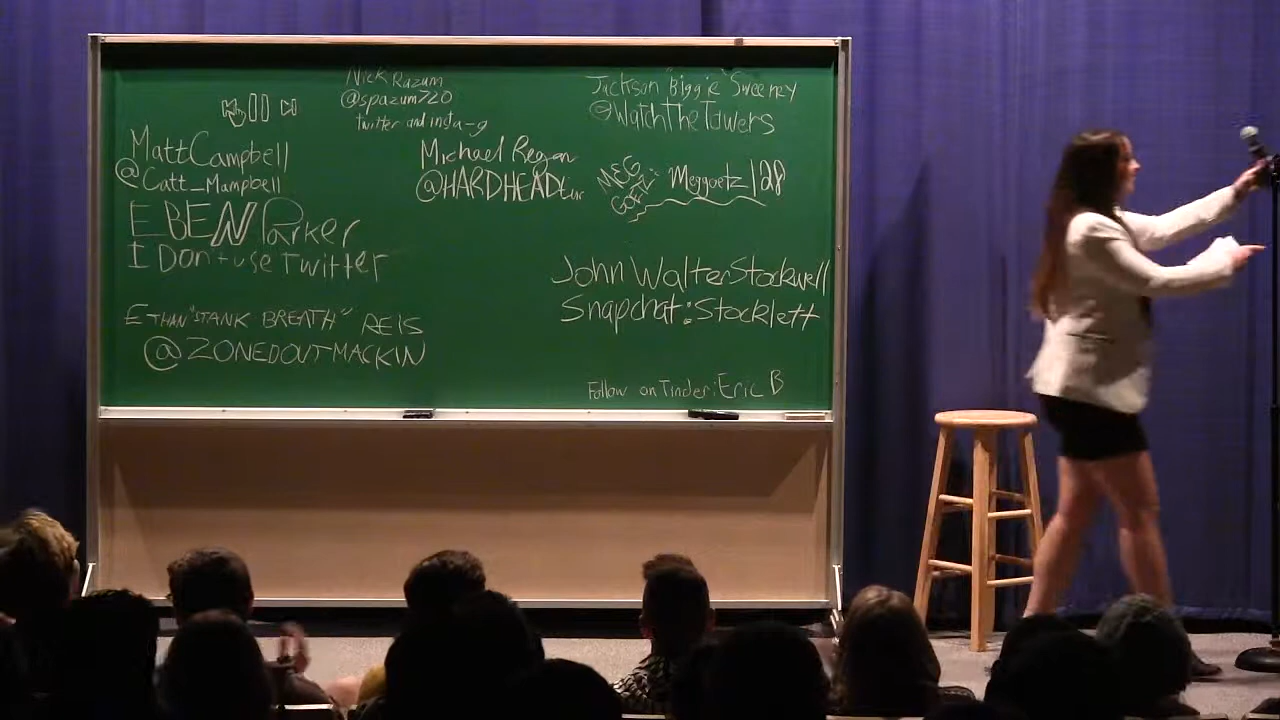 Nick Razum
@spazum720
twitter and insta-g
Jackson "Biggie" Sweeney
@WatchTheTowers
Matt Campbell
@Catt_Mampbell
Michael Regan
@HARDHEADinc
MEG GOETZ: Meggoetz128
EBEN Parker
I Don't use Twitter
John Walter Stockwell
Snapchat: Stocklett
ETHAN "STANK BREATH" REIS
@ZONEDOUTMACKIN
Follow on Tinder: Eric B